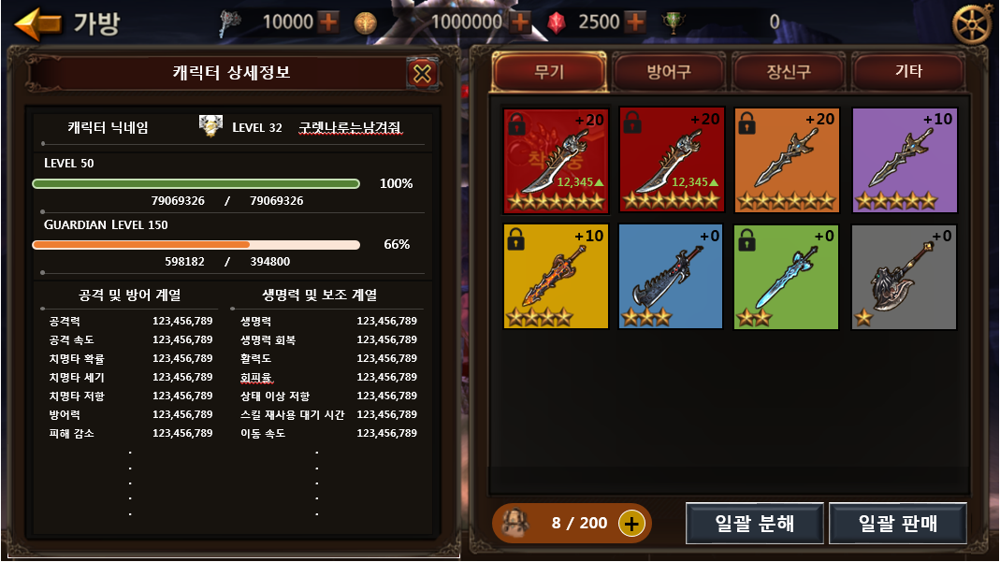 가방 10000 1000000 2500 0
캐릭터 상세정보
캐릭터 닉네임 LEVEL 32 구렛나루는남겨줘
LEVEL 50
100%
79069326 / 79069326
GUARDIAN LEVEL 150
66%
598182 / 394800
공격 및 방어 계열 생명력 및 보조 계열
공격력 123,456,789 생명력 123,456,789
공격 속도 123,456,789 생명력 회복 123,456,789
치명타 확률 123,456,789 활력도 123,456,789
치명타 세기 123,456,789 회피율 123,456,789
치명타 저항 123,456,789 상태 이상 저항 123,456,789
방어력 123,456,789 스킬 재사용 대기 시간 123,456,789
피해 감소 123,456,789 이동 속도 123,456,789
무기 방어구 장신구 기타
+20 +20 +20 +10
착 중
12,345 12,345
+10 +0 +0 +0
8 / 200
일괄 분해 일괄 판매